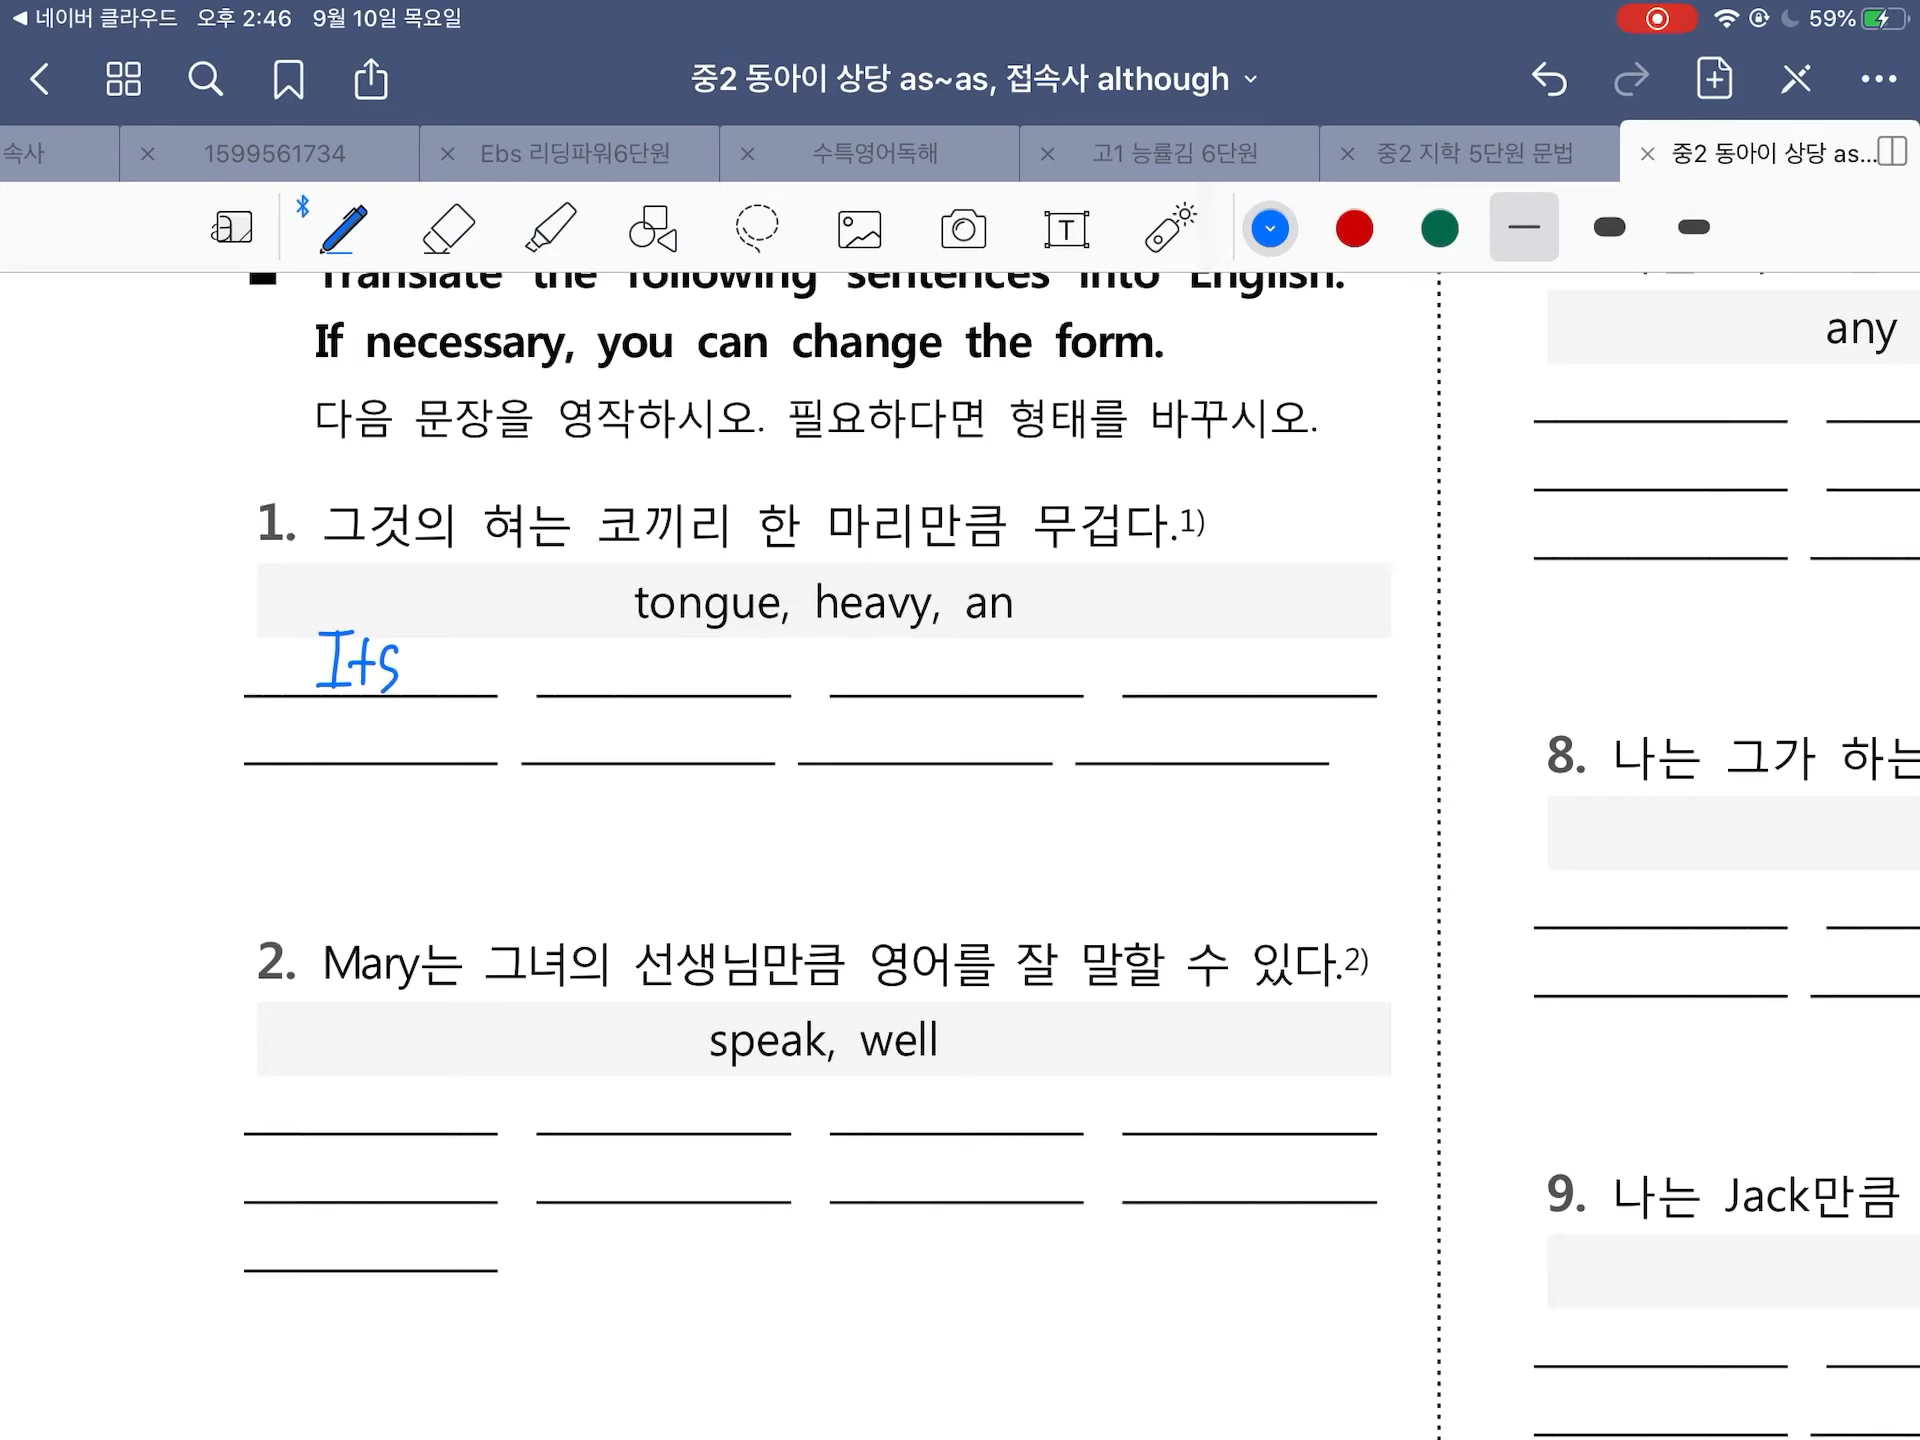 ◀ 네이버 클라우드 오후 2:46 9월 10일 목요일 59%
중2 동아이 상당 as~as, 접속사 although
속사 1599561734 Ebs 리딩파워6단원 수특영어독해 고1 능률김 6단원 중2 지학 5단원 문법 중2 동아이 상당 as...
■ Translate the following sentences into English.
If necessary, you can change the form.
다음 문장을 영작하시오. 필요하다면 형태를 바꾸시오.
1. 그것의 혀는 코끼리 한 마리만큼 무겁다.1)
tongue, heavy, an
Its
2. Mary는 그녀의 선생님만큼 영어를 잘 말할 수 있다.2)
speak, well
any
8. 나는 그가 하는
9. 나는 Jack만큼